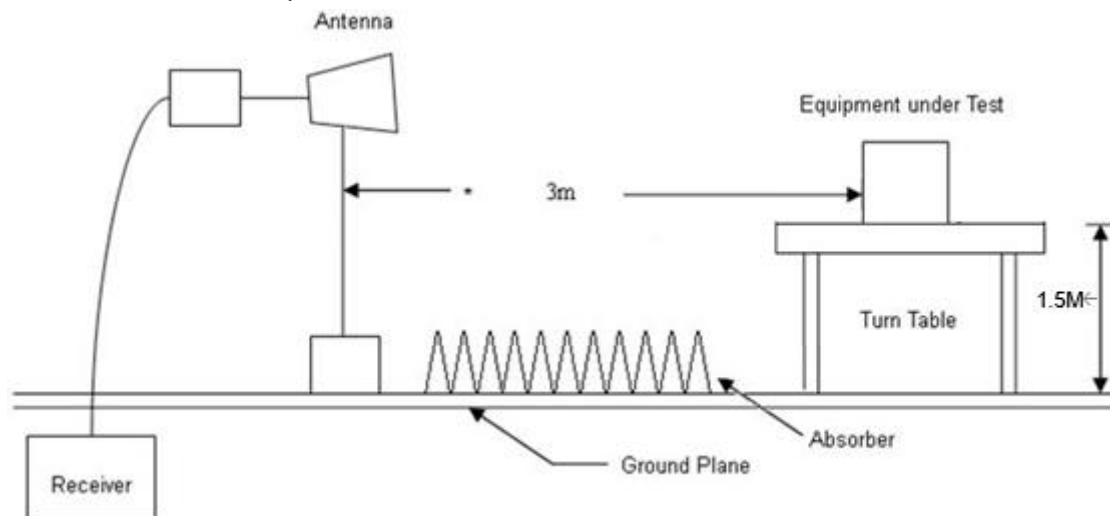 Antenna
Equipment under Test
3m
1.5M←
Turn Table
Absorber
Ground Plane
Receiver